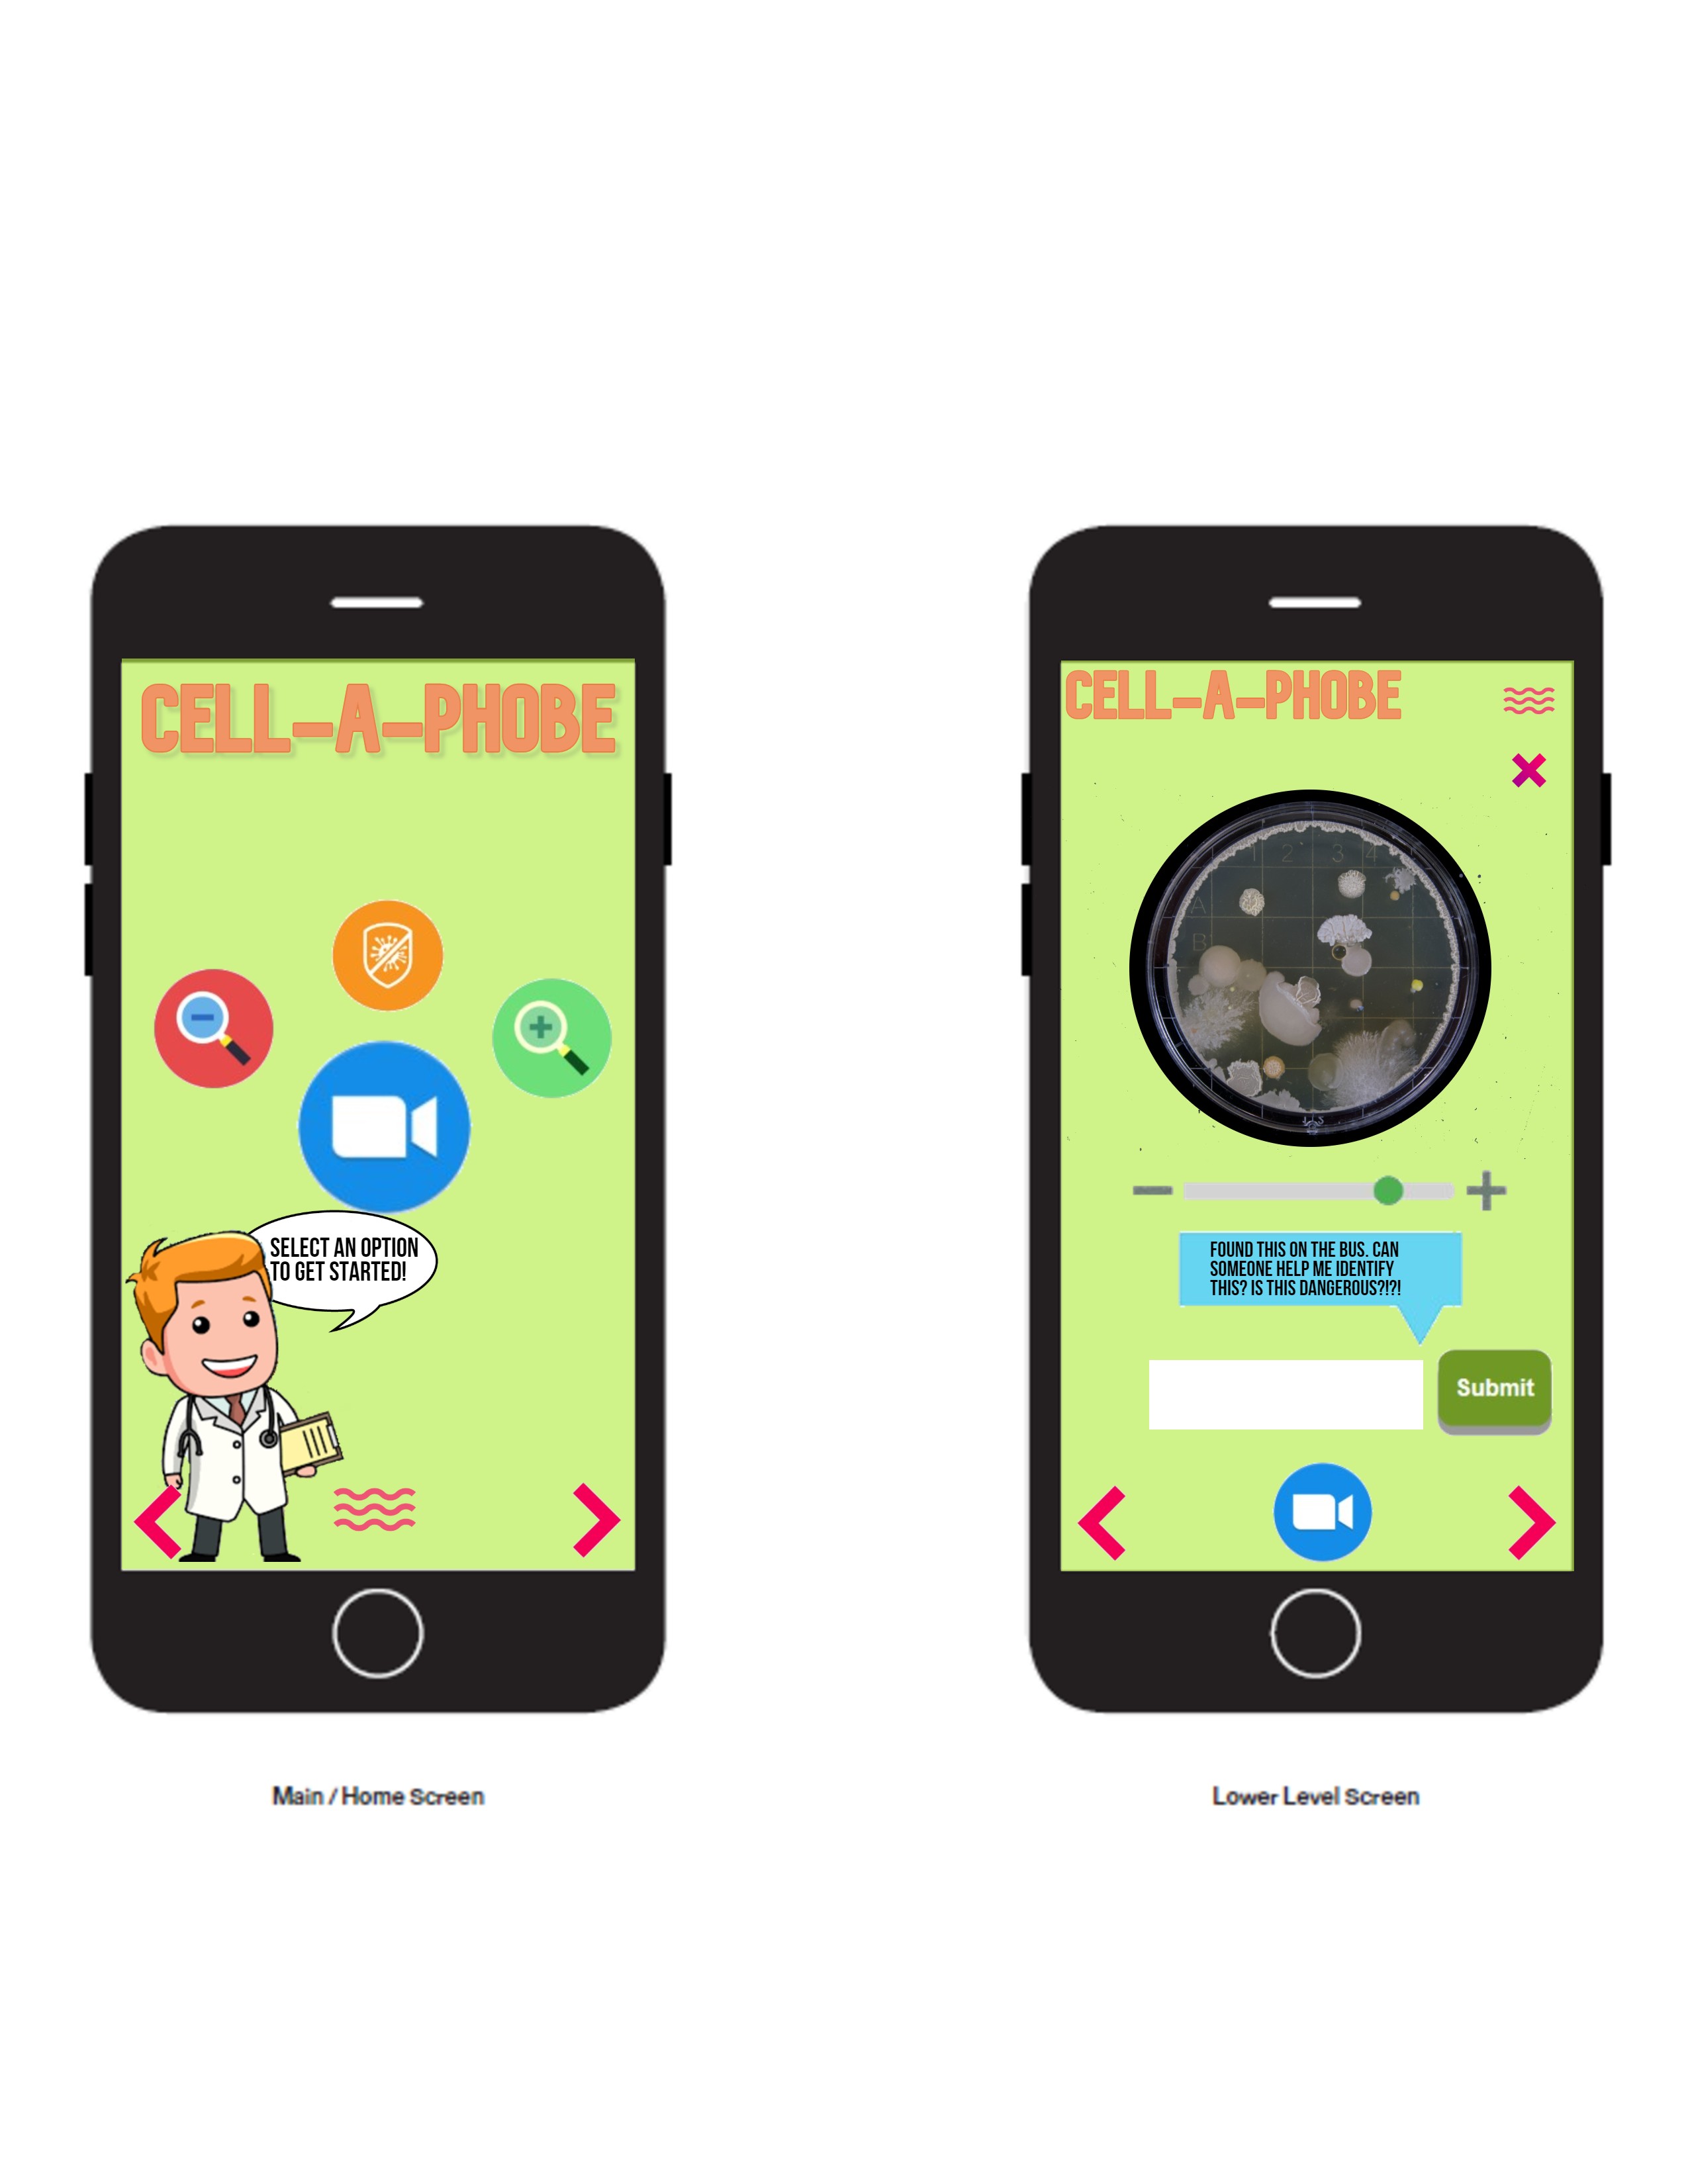 CELL-A-PHOBE
SELECT AN OPTION
TO GET STARTED!
Main / Home Screen
CELL-A-PHOBE
1 2 3 4
A
B
FOUND THIS ON THE BUS. CAN
SOMEONE HELP ME IDENTIFY
THIS? IS THIS DANGEROUS?!?!
Submit
Lower Level Screen